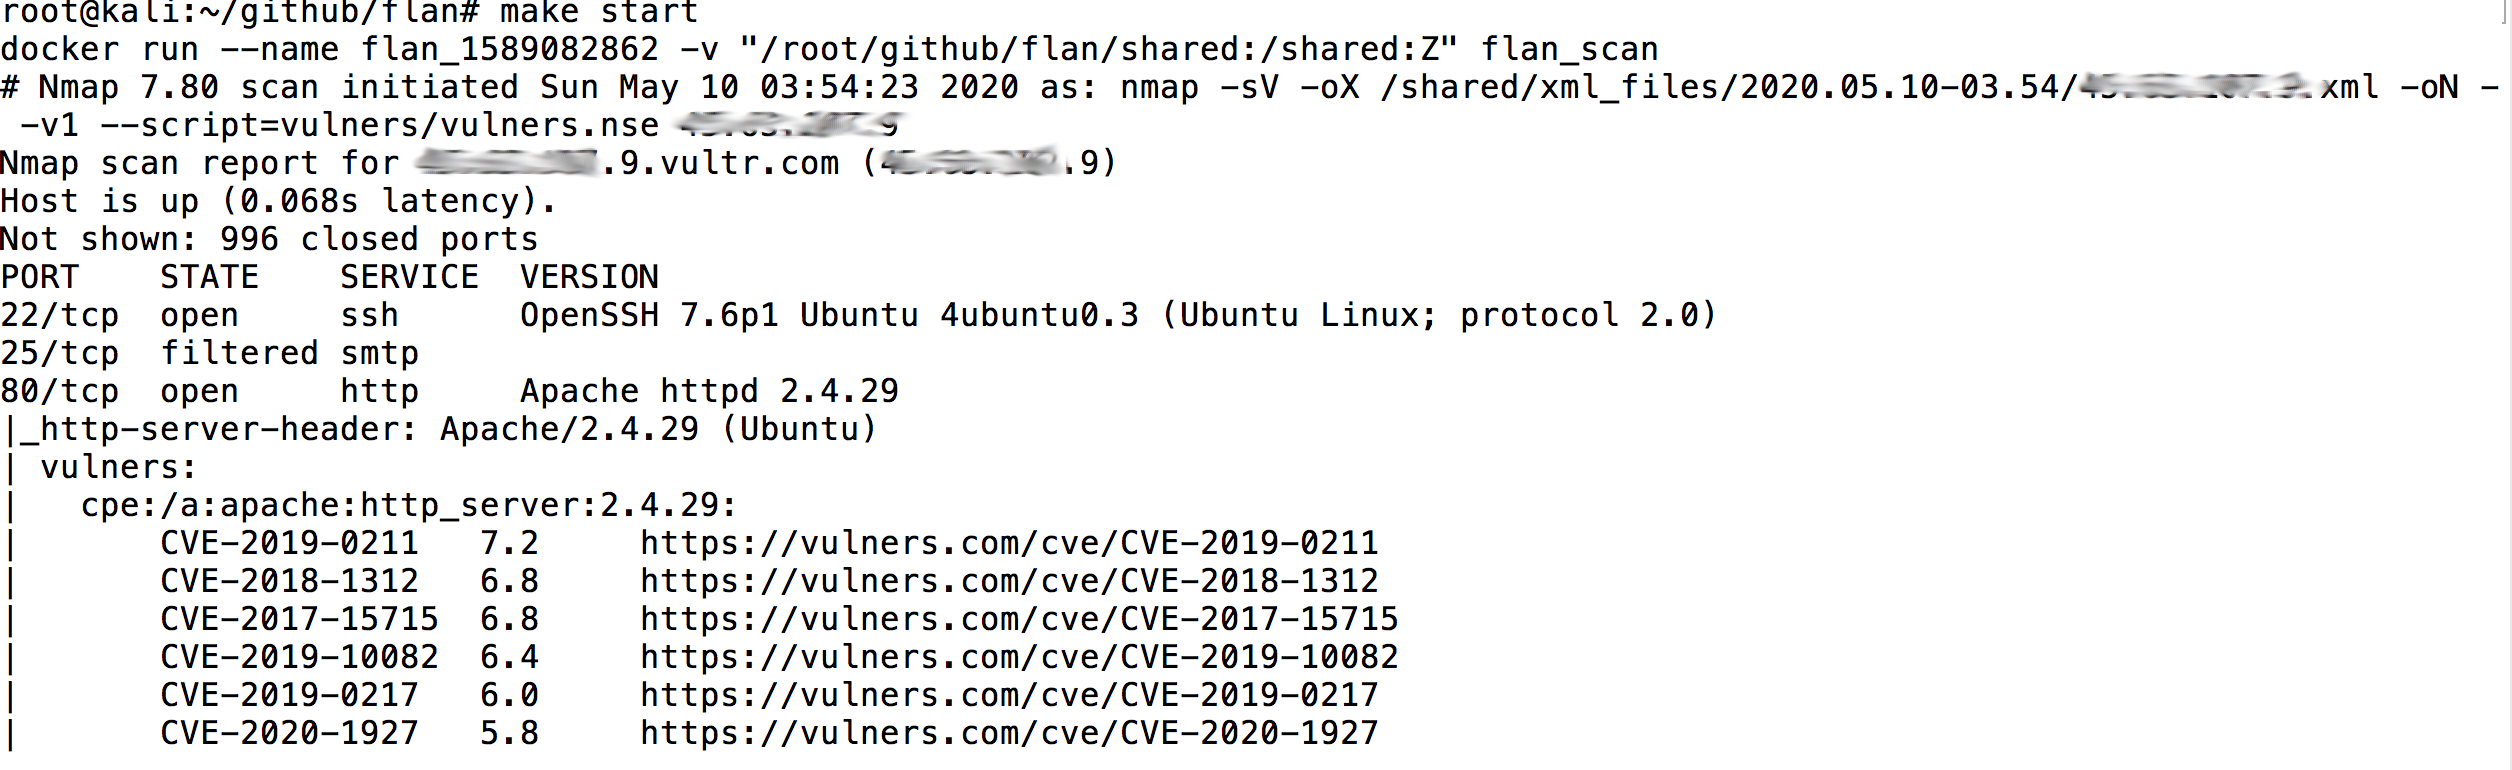 root@kali:~/github/flan# make start
docker run --name flan_1589082862 -v "/root/github/flan/shared:/shared:Z" flan_scan
# Nmap 7.80 scan initiated Sun May 10 03:54:23 2020 as: nmap -sV -oX /shared/xml_files/2020.05.10-03.54/ .xml -oN -
-v1 --script=vulners/vulners.nse
Nmap scan report for .9.vultr.com ( .9)
Host is up (0.068s latency).
Not shown: 996 closed ports
PORT    STATE    SERVICE  VERSION
22/tcp  open     ssh      OpenSSH 7.6p1 Ubuntu 4ubuntu0.3 (Ubuntu Linux; protocol 2.0)
25/tcp  filtered smtp
80/tcp  open     http     Apache httpd 2.4.29
|_http-server-header: Apache/2.4.29 (Ubuntu)
| vulners:
|   cpe:/a:apache:http_server:2.4.29:
|       CVE-2019-0211   7.2     https://vulners.com/cve/CVE-2019-0211
|       CVE-2018-1312   6.8     https://vulners.com/cve/CVE-2018-1312
|       CVE-2017-15715  6.8     https://vulners.com/cve/CVE-2017-15715
|       CVE-2019-10082  6.4     https://vulners.com/cve/CVE-2019-10082
|       CVE-2019-0217   6.0     https://vulners.com/cve/CVE-2019-0217
|       CVE-2020-1927   5.8     https://vulners.com/cve/CVE-2020-1927